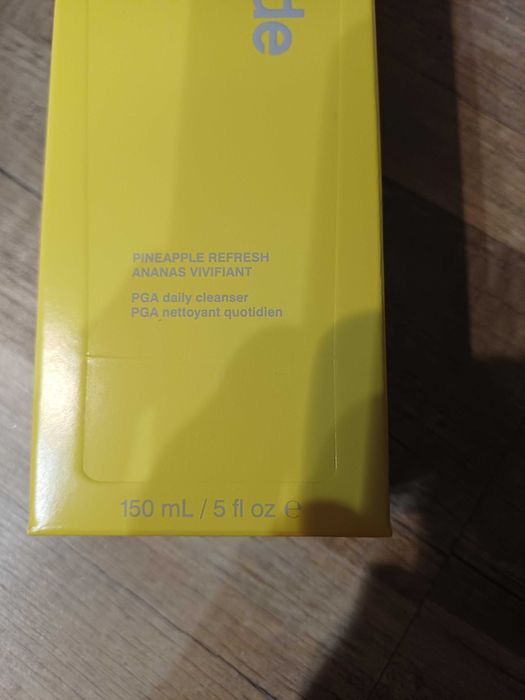 de
PINEAPPLE REFRESH
ANANAS VIVIFIANT
PGA daily cleanser
PGA nettoyant quotidien
150 mL / 5 fl oz ℮